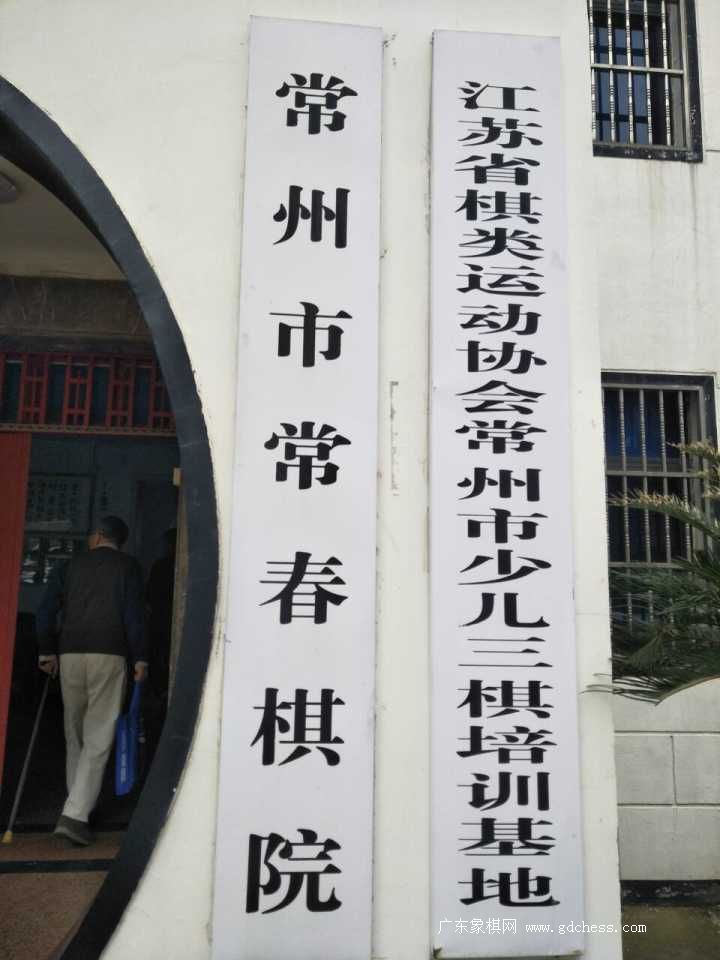 常州市常春棋院
江苏省棋类运动协会常州市少儿三棋培训基地
广东象棋网 www.gdchess.com